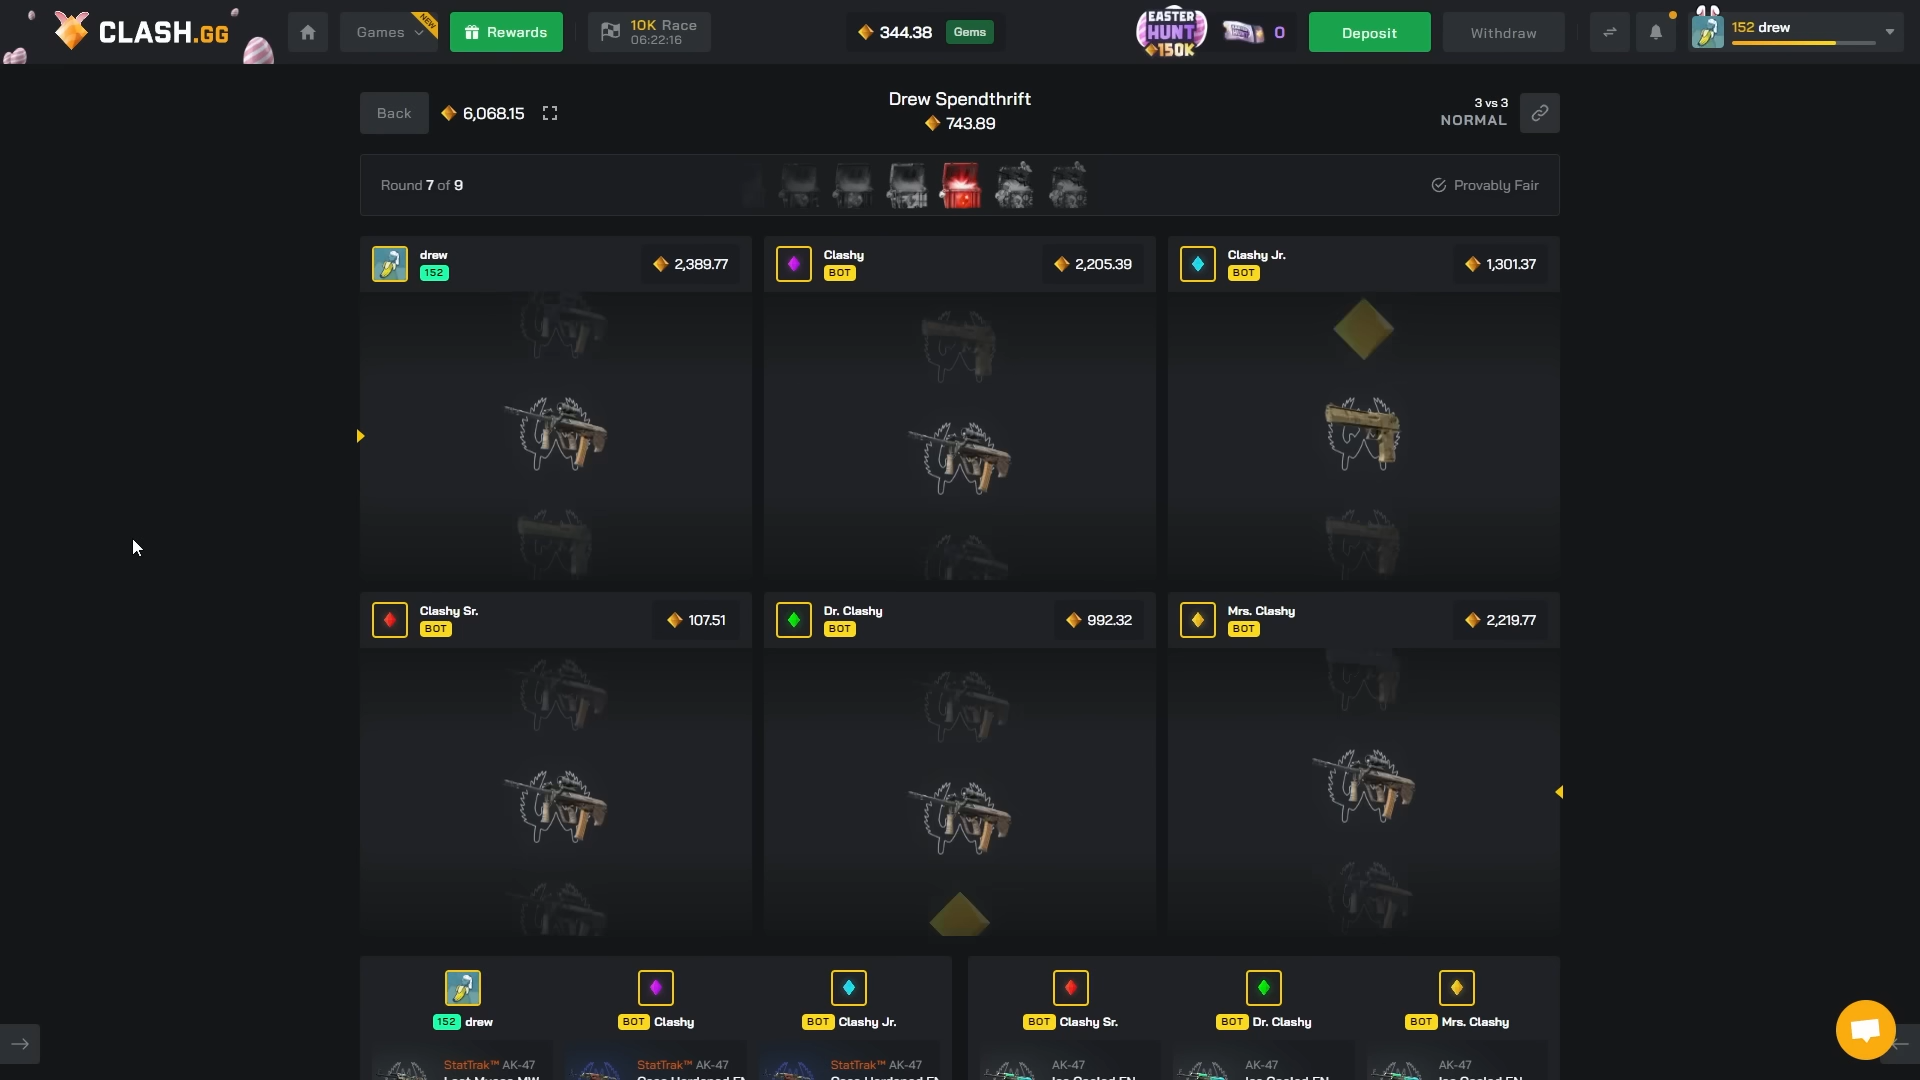 CLASH.GG
Games
NEW
Rewards
10K Race
06:22:16
344.38
Gems
EASTER
HUNT
150K
0
Deposit
Withdraw
152 drew
Back
6,068.15
Drew Spendthrift
743.89
3 vs 3
NORMAL
Round 7 of 9
Provably Fair
drew
152
2,389.77
Clashy
BOT
2,205.39
Clashy Jr.
BOT
1,301.37
Clashy Sr.
BOT
107.51
Dr. Clashy
BOT
992.32
Mrs. Clashy
BOT
2,219.77
152 drew
BOT Clashy
BOT Clashy Jr.
BOT Clashy Sr.
BOT Dr. Clashy
BOT Mrs. Clashy
StatTrak™ AK-47
StatTrak™ AK-47
StatTrak™ AK-47
AK-47
AK-47
AK-47